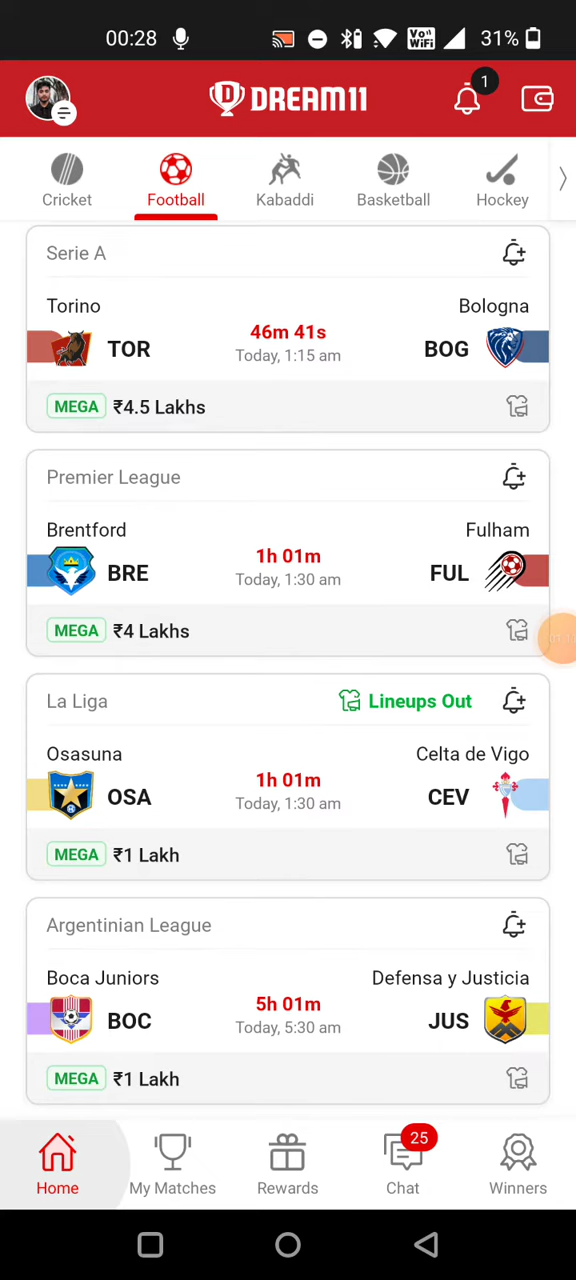 00:28 Vo)) WiFi 31%
DREAM11 1
Cricket Football Kabaddi Basketball Hockey
Serie A
Torino Bologna
TOR 46m 41s BOG
Today, 1:15 am
MEGA ₹4.5 Lakhs
Premier League
Brentford Fulham
BRE 1h 01m FUL
Today, 1:30 am
MEGA ₹4 Lakhs
La Liga Lineups Out
Osasuna Celta de Vigo
OSA 1h 01m CEV
Today, 1:30 am
MEGA ₹1 Lakh
Argentinian League
Boca Juniors Defensa y Justicia
BOC 5h 01m JUS
Today, 5:30 am
MEGA ₹1 Lakh
25
Home My Matches Rewards Chat Winners